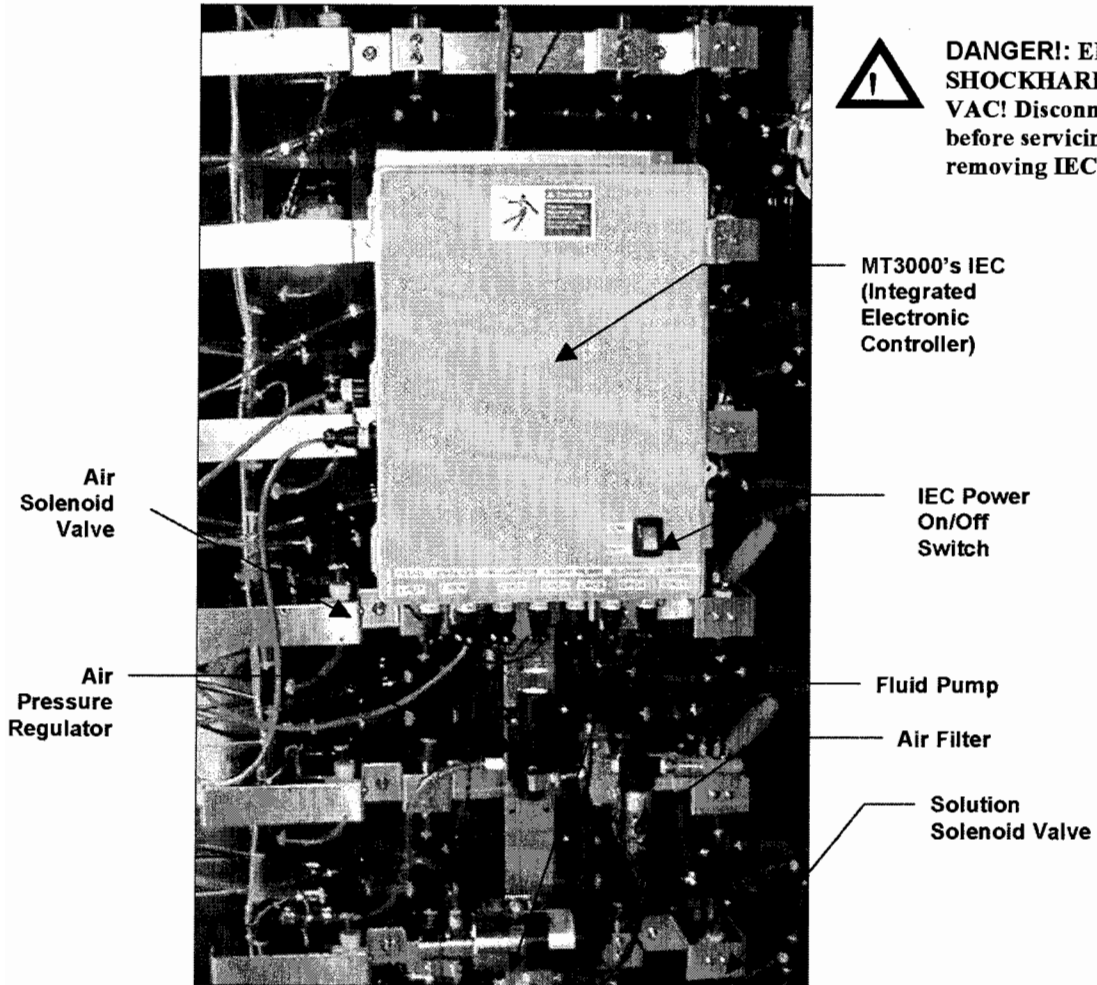 DANGER!: EI
SHOCKHARI
VAC! Disconn
before servicin
removing IEC
MT3000's IEC
(Integrated
Electronic
Controller)
Air
Solenoid
Valve
IEC Power
On/Off
Switch
Air
Pressure
Regulator
Fluid Pump
Air Filter
Solution
Solenoid Valve